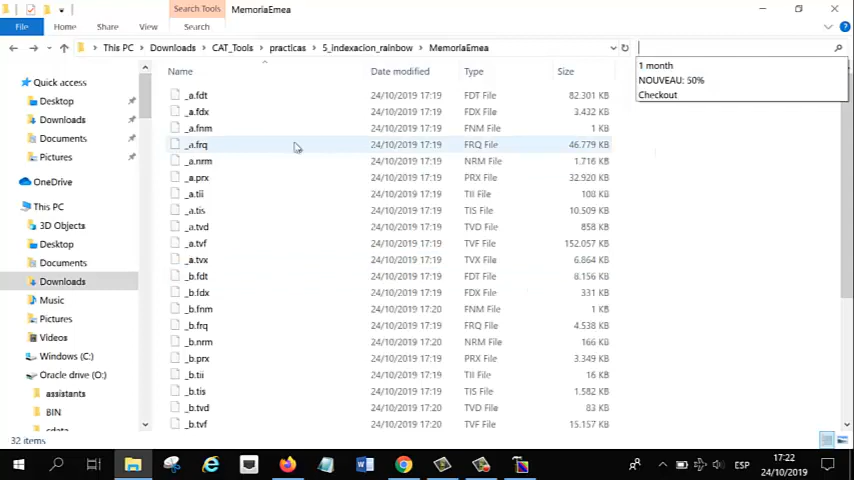 Search Tools MemoriaEmea
File Home Share View Search
This PC Downloads CAT_Tools practicas 5_indexacion_rainbow MemoriaEmea
1 month
NOUVEAU: 50%
Checkout
Name Date modified Type Size
Quick access
Desktop
Downloads
Documents
Pictures
OneDrive
This PC
3D Objects
Desktop
Documents
Downloads
Music
Pictures
Videos
Windows (C:)
Oracle drive (O:)
assistants
BIN
_a.fdt 24/10/2019 17:19 FDT File 82.301 KB
_a.fdx 24/10/2019 17:19 FDX File 3.432 KB
_a.fnm 24/10/2019 17:19 FNM File 1 KB
_a.frq 24/10/2019 17:19 FRQ File 46.779 KB
_a.nrm 24/10/2019 17:19 NRM File 1.716 KB
_a.prx 24/10/2019 17:19 PRX File 32.920 KB
_a.tii 24/10/2019 17:19 TII File 108 KB
_a.tis 24/10/2019 17:19 TIS File 10.509 KB
_a.tvd 24/10/2019 17:19 TVD File 858 KB
_a.tvf 24/10/2019 17:19 TVF File 152.057 KB
_a.tvx 24/10/2019 17:19 TVX File 6.864 KB
_b.fdt 24/10/2019 17:19 FDT File 8.156 KB
_b.fdx 24/10/2019 17:19 FDX File 331 KB
_b.fnm 24/10/2019 17:20 FNM File 1 KB
_b.frq 24/10/2019 17:19 FRQ File 4.538 KB
_b.nrm 24/10/2019 17:20 NRM File 166 KB
_b.prx 24/10/2019 17:19 PRX File 3.349 KB
_b.tii 24/10/2019 17:19 TII File 16 KB
_b.tis 24/10/2019 17:19 TIS File 1.582 KB
_b.tvd 24/10/2019 17:20 TVD File 83 KB
_b.tvf 24/10/2019 17:20 TVF File 15.157 KB
32 items
ESP
17:22
24/10/2019